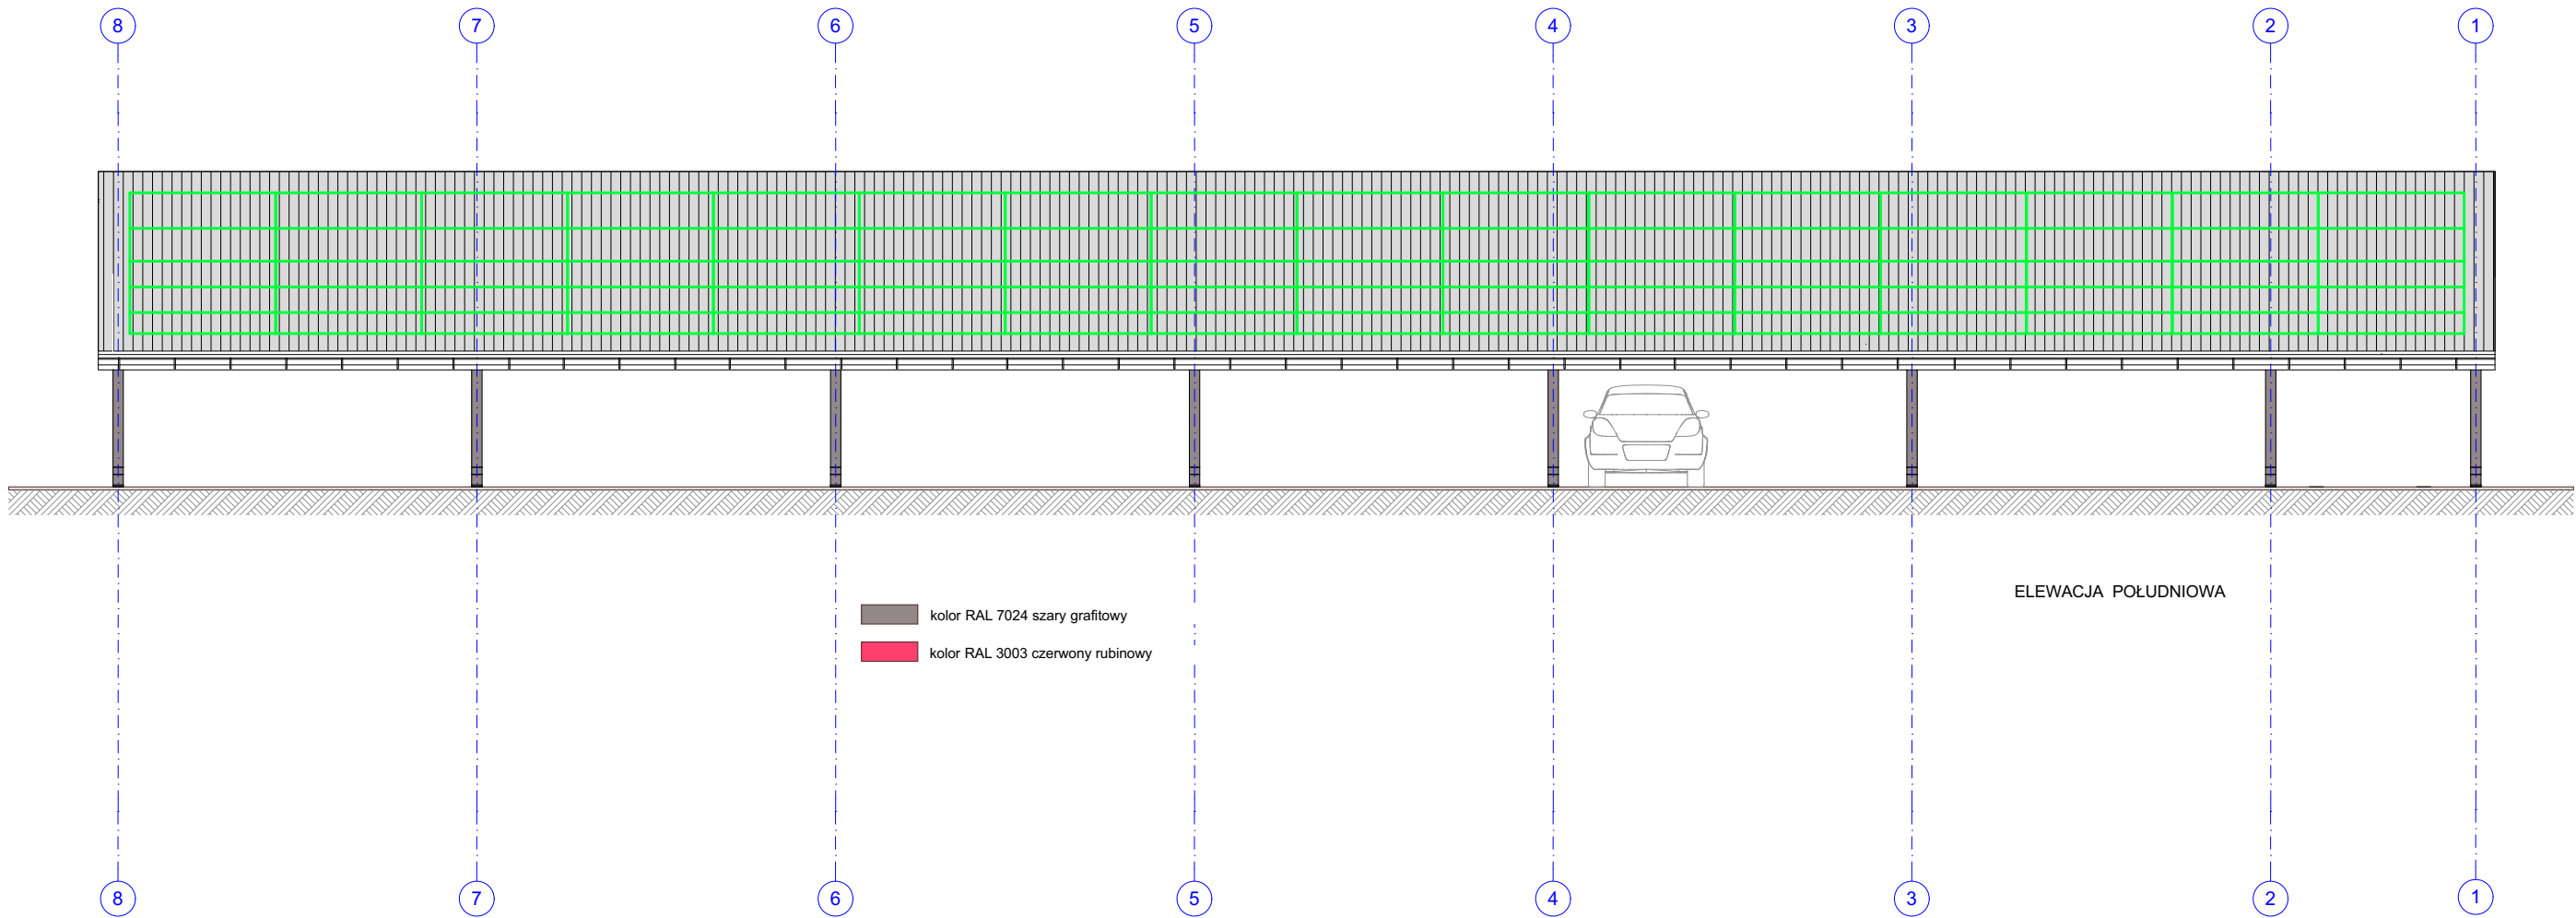 8 7 6 5 4 3 2 1
ELEWACJA POŁUDNIOWA
kolor RAL 7024 szary grafitowy
kolor RAL 3003 czerwony rubinowy
8 7 6 5 4 3 2 1